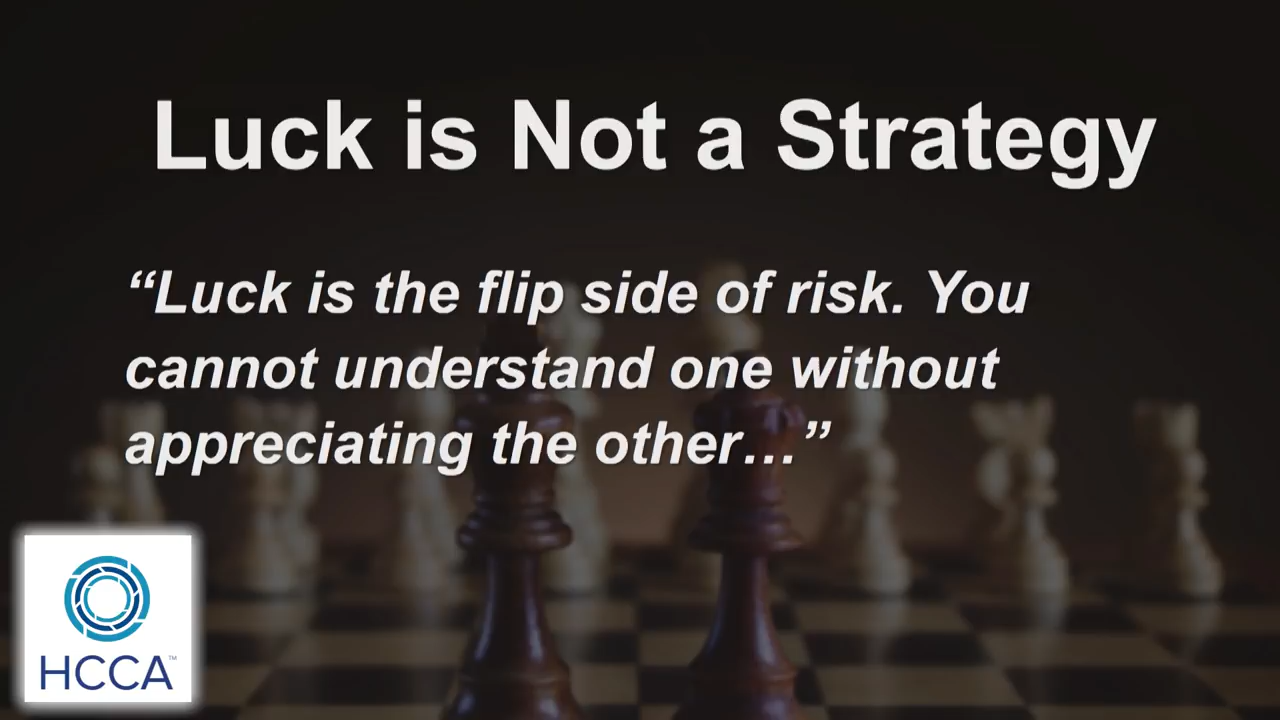 Luck is Not a Strategy
“Luck is the flip side of risk. You
cannot understand one without
appreciating the other…”
HCCA™